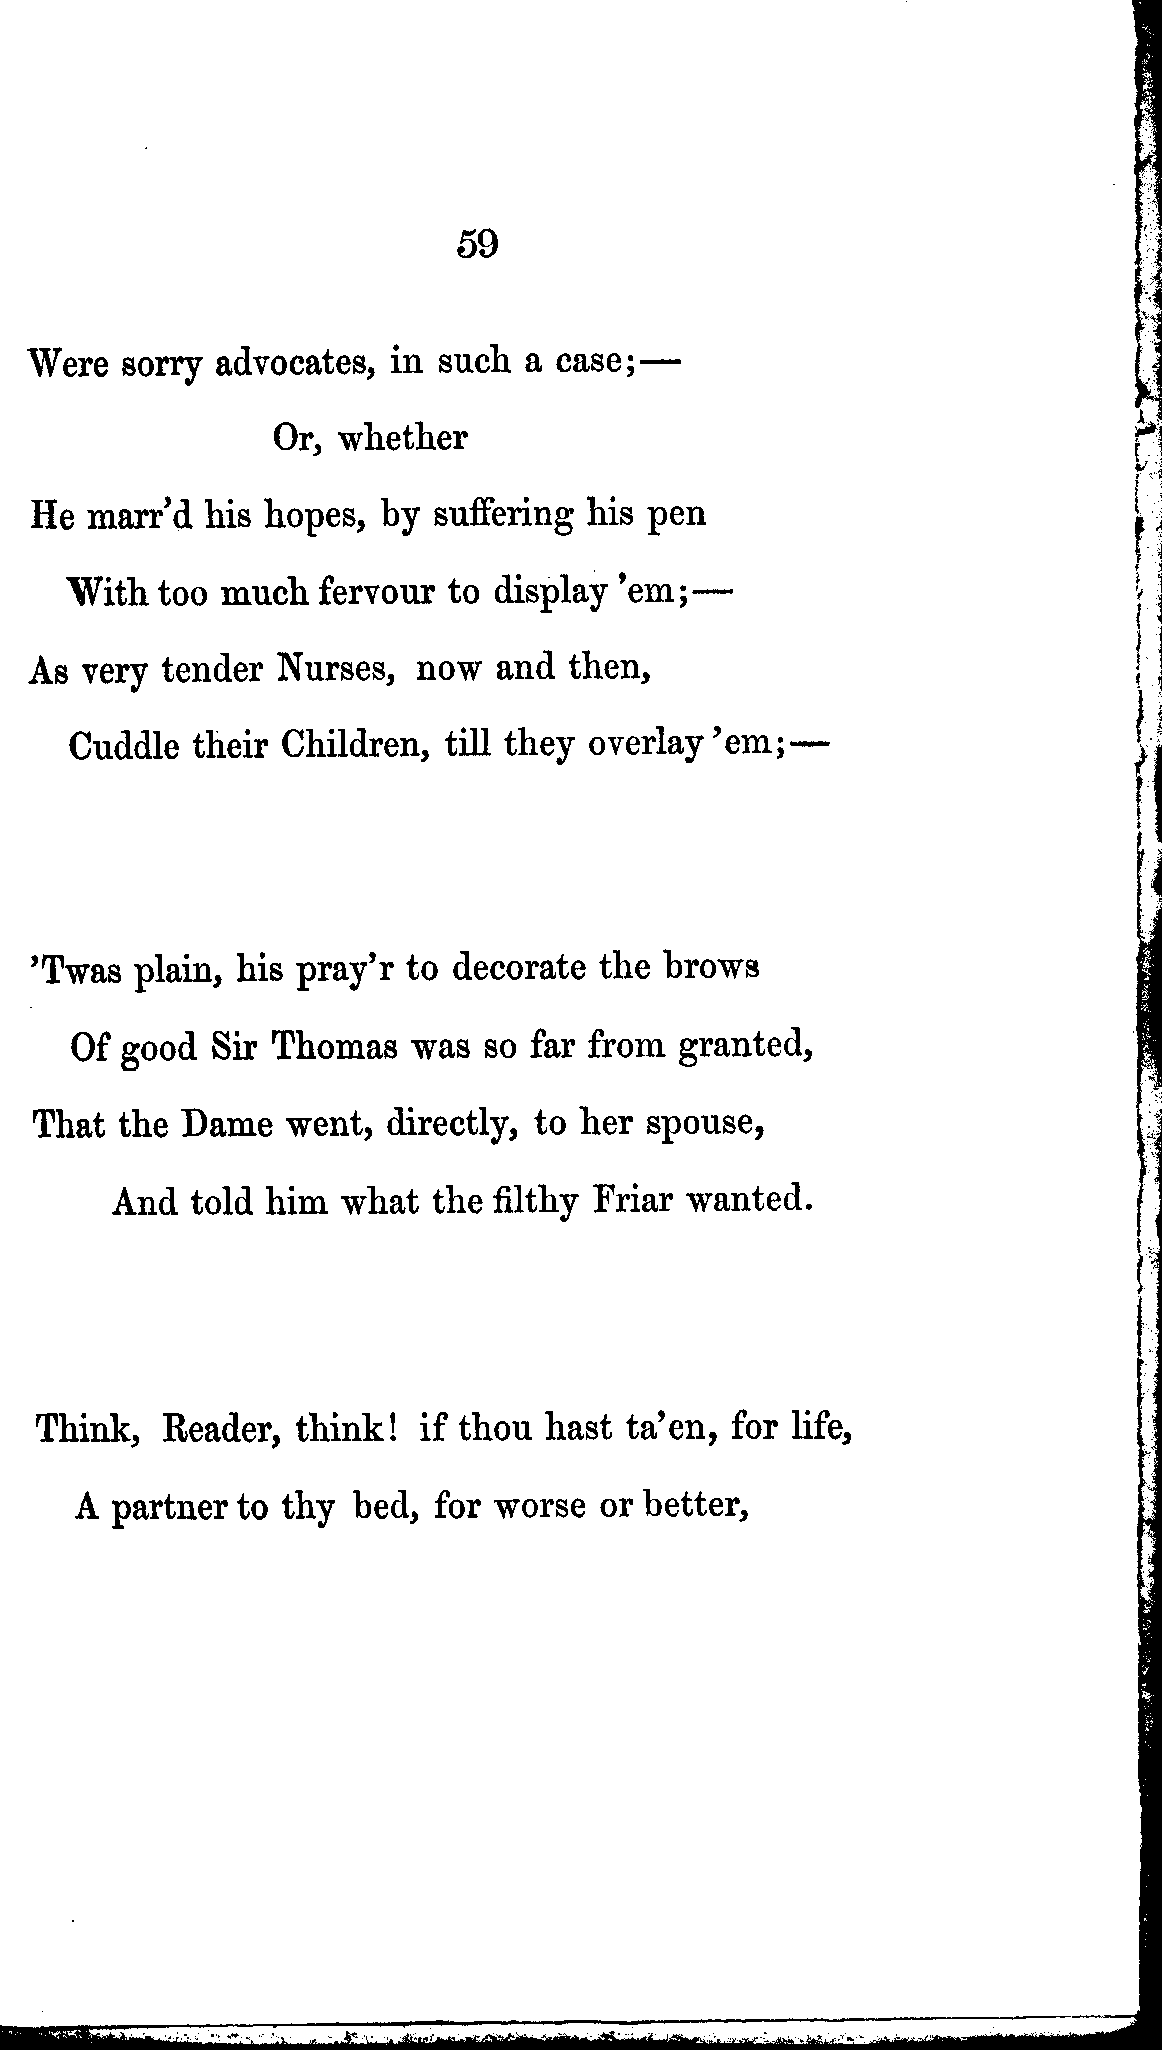 59
Were sorry advocates, in such a case;—
Or, whether
He marr'd his hopes, by suffering his pen
With too much fervour to display 'em;—
As very tender Nurses, now and then,
Cuddle their Children, till they overlay 'em;—
'Twas plain, his pray'r to decorate the brows
Of good Sir Thomas was so far from granted,
That the Dame went, directly, to her spouse,
And told him what the filthy Friar wanted.
Think, Reader, think! if thou hast ta'en, for life,
A partner to thy bed, for worse or better,